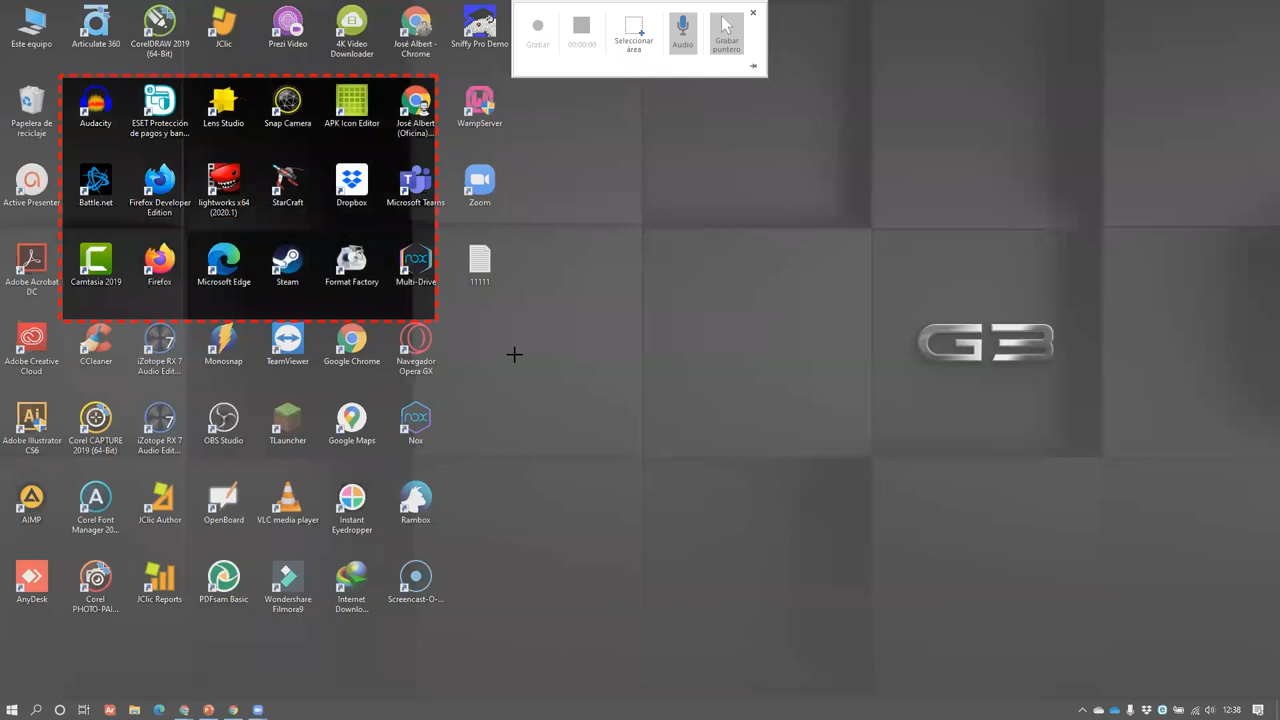 Grabar
00:00:00
Seleccionar
área
Audio
Grabar
puntero
Este equipo
Articulate 360
CorelDRAW 2019
(64-Bit)
JClic
Prezi Video
4K Video
Downloader
José Albert -
Chrome
Sniffy Pro Demo
Papelera de
reciclaje
Audacity
ESET Protección
de pagos y ban...
Lens Studio
Snap Camera
APK Icon Editor
José Albert
(Oficina)...
WampServer
Active Presenter
Battle.net
Firefox Developer
Edition
lightworks x64
(2020.1)
StarCraft
Dropbox
Microsoft Teams
Zoom
Adobe Acrobat
DC
Camtasia 2019
Firefox
Microsoft Edge
Steam
Format Factory
Multi-Drive
11111
Adobe Creative
Cloud
CCleaner
iZotope RX 7
Audio Edit...
Monosnap
TeamViewer
Google Chrome
Navegador
Opera GX
Adobe Illustrator
CS6
Corel CAPTURE
2019 (64-Bit)
iZotope RX 7
Audio Edit...
OBS Studio
TLauncher
Google Maps
Nox
AIMP
Corel Font
Manager 20...
JClic Author
OpenBoard
VLC media player
Instant
Eyedropper
Rambox
AnyDesk
Corel
PHOTO-PAI...
JClic Reports
PDFsam Basic
Wondershare
Filmora9
Internet
Downlo...
Screencast-O-...
G3
12:38